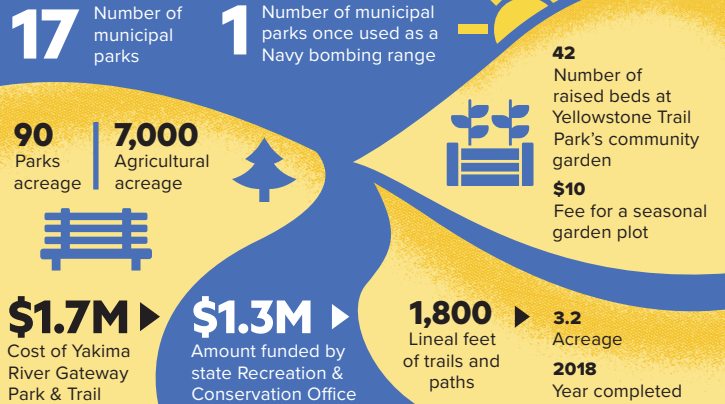 17
Number of
municipal
parks
1
Number of municipal
parks once used as a
Navy bombing range
42
Number of
raised beds at
Yellowstone Trail
Park's community
garden
$10
Fee for a seasonal
garden plot
90
Parks
acreage
7,000
Agricultural
acreage
$1.7M
Cost of Yakima
River Gateway
Park & Trail
$1.3M
Amount funded by
state Recreation &
Conservation Office
1,800
Lineal feet
of trails and
paths
3.2
Acreage
2018
Year completed